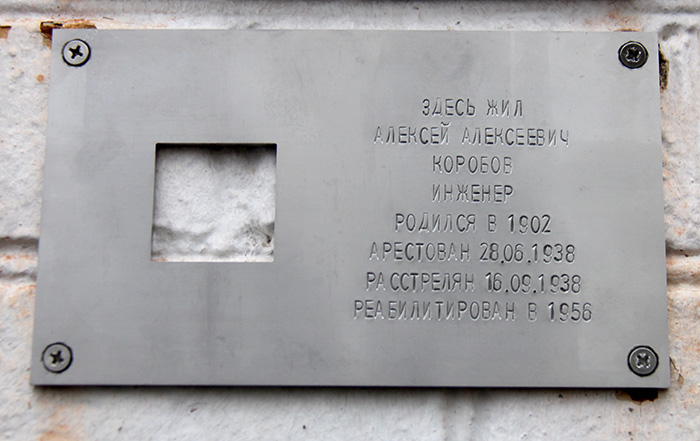 ЗДЕСЬ ЖИЛ
АЛЕКСЕЙ АЛЕКСЕЕВИЧ
КОРОБОВ
ИНЖЕНЕР
РОДИЛСЯ В 1902
АРЕСТОВАН 28.06.1938
РАССТРЕЛЯН 16.09.1938
РЕАБИЛИТИРОВАН В 1956